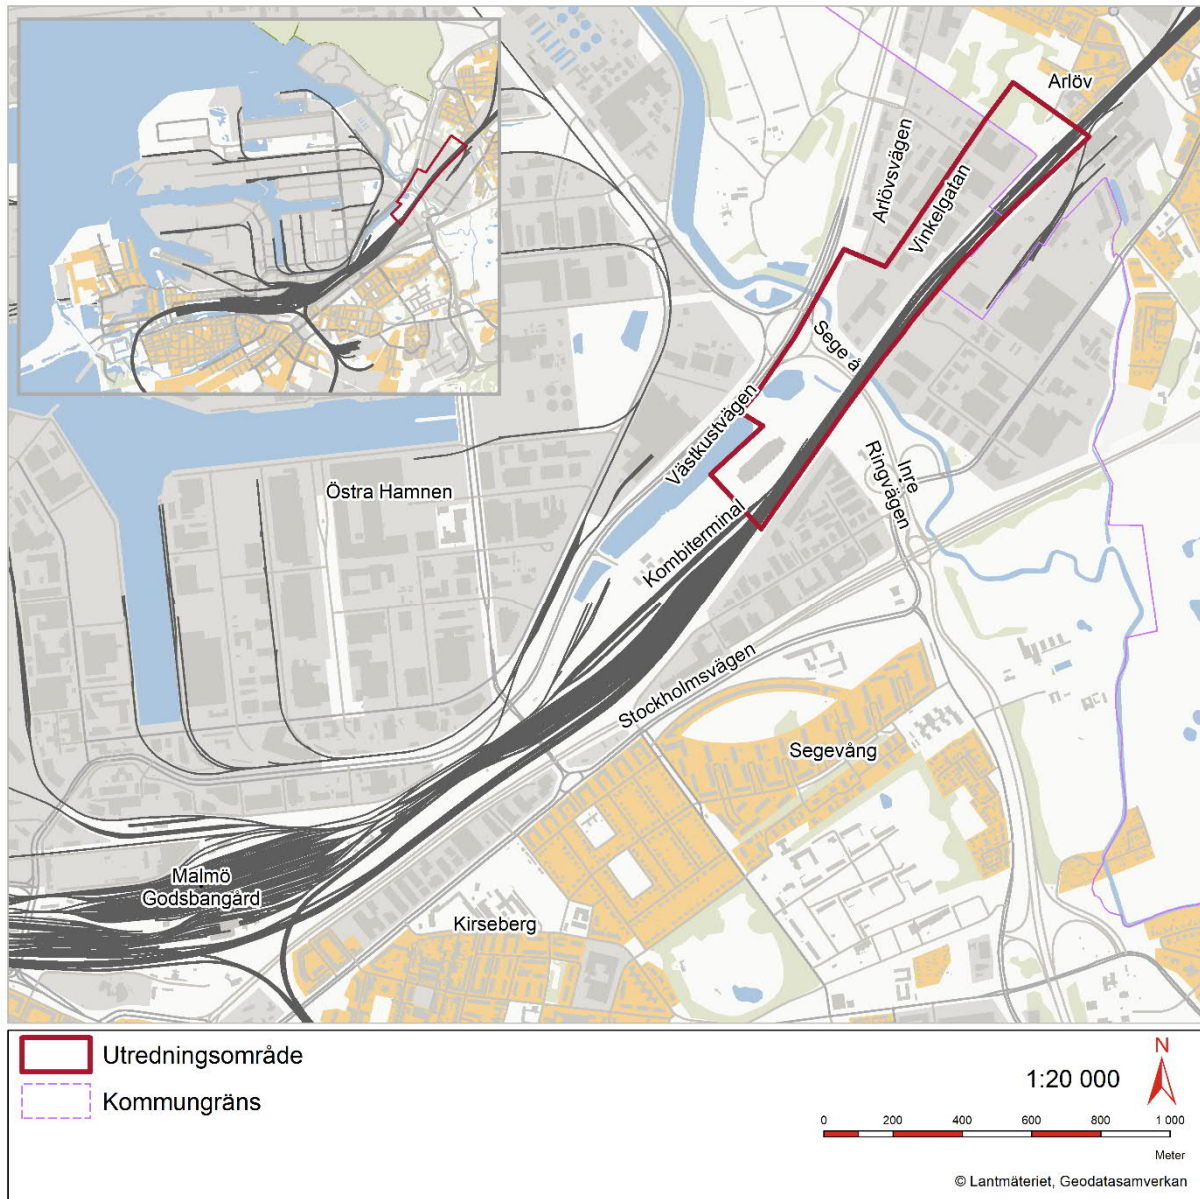 Arlöv
Arlövsvägen
Vinkelgatan
Sege å
Västkustvägen
Inre
Ringvägen
Östra Hamnen
Kombiterminal
Stockholmsvägen
Segevång
Malmö
Godsbangård
Kirseberg
Utredningsområde
Kommungräns
1:20 000
N
0 200 400 600 800 1 000
Meter
© Lantmäteriet, Geodatasamverkan